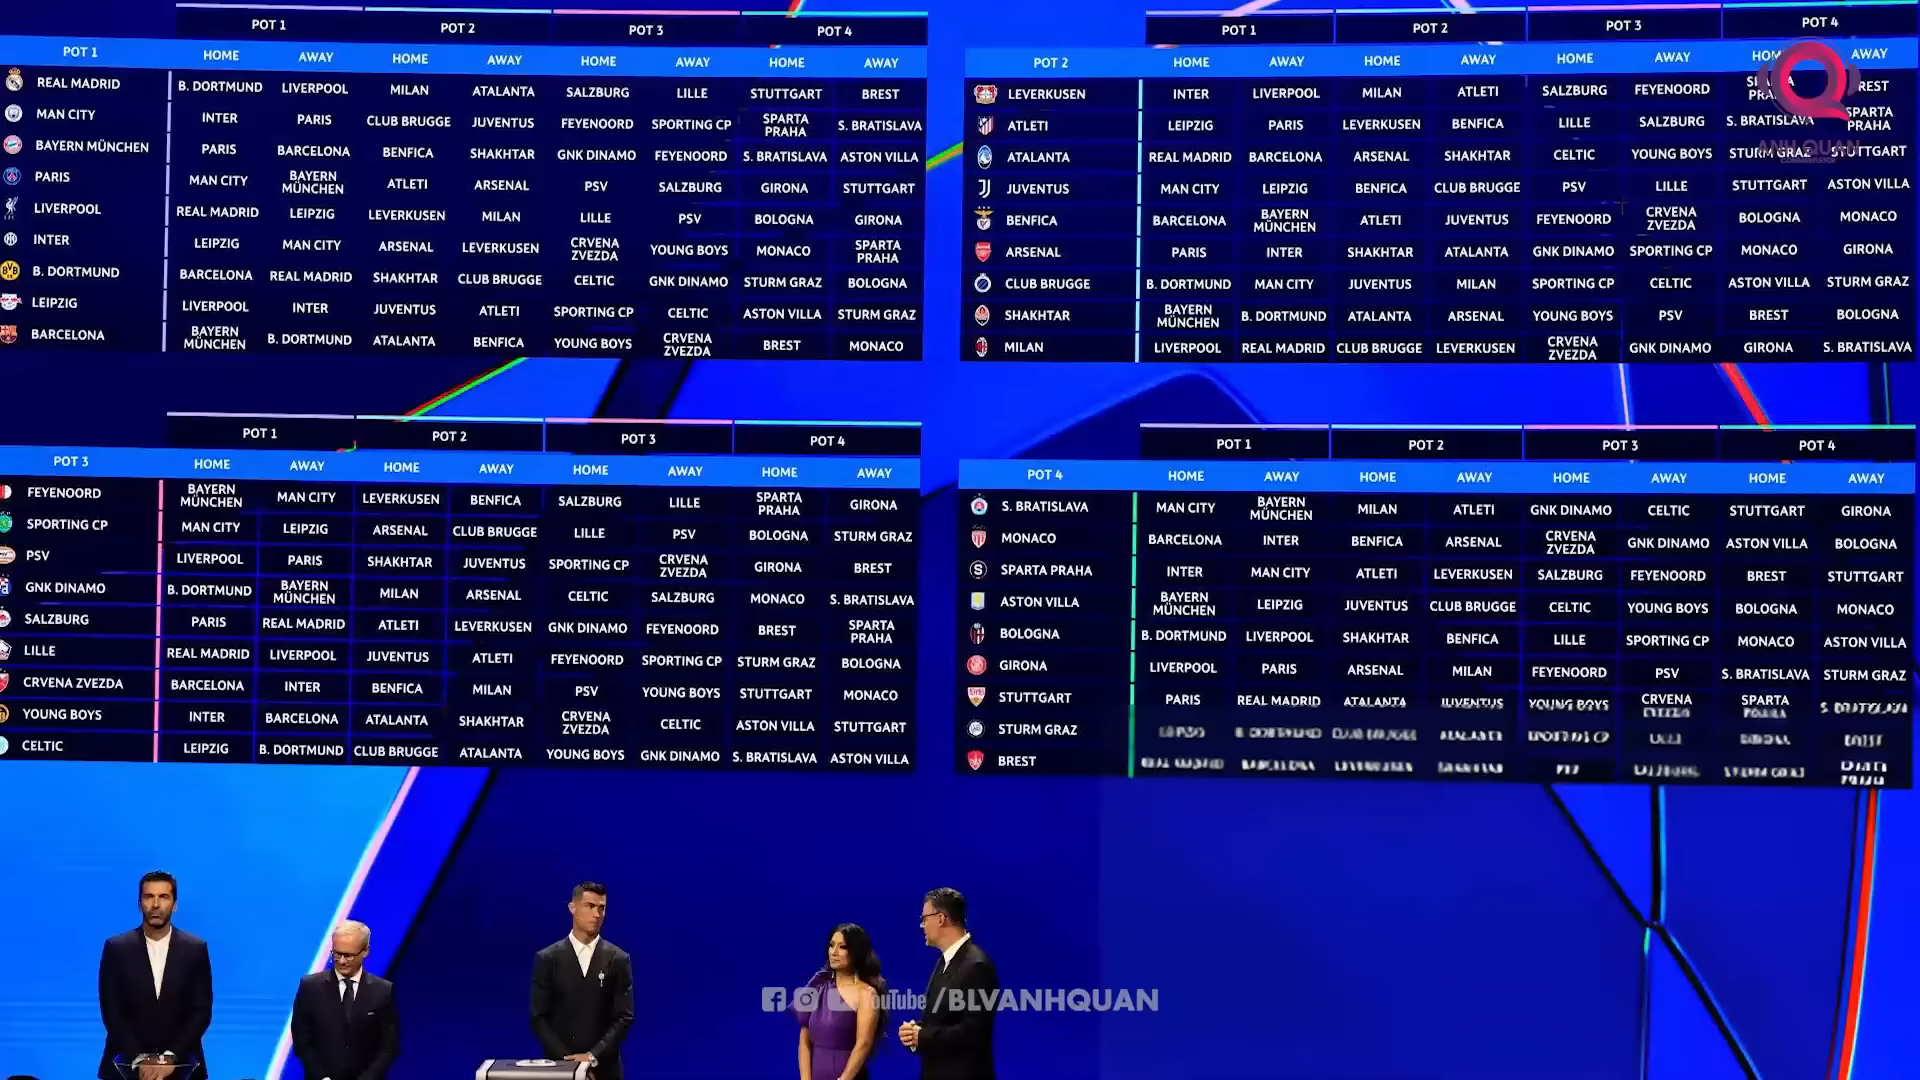 POT 1 POT 2 POT 3 POT 4
POT 1 HOME AWAY HOME AWAY HOME AWAY HOME AWAY
REAL MADRID B. DORTMUND LIVERPOOL MILAN ATALANTA SALZBURG LILLE STUTTGART BREST
MAN CITY INTER PARIS CLUB BRUGGE JUVENTUS FEYENOORD SPORTING CP SPARTA PRAHA S. BRATISLAVA
BAYERN MÜNCHEN PARIS BARCELONA BENFICA SHAKHTAR GNK DINAMO FEYENOORD S. BRATISLAVA ASTON VILLA
PARIS MAN CITY BAYERN MÜNCHEN ATLETI ARSENAL PSV SALZBURG GIRONA STUTTGART
LIVERPOOL REAL MADRID LEIPZIG LEVERKUSEN MILAN LILLE PSV BOLOGNA GIRONA
INTER LEIPZIG MAN CITY ARSENAL LEVERKUSEN CRVENA ZVEZDA YOUNG BOYS MONACO SPARTA PRAHA
B. DORTMUND BARCELONA REAL MADRID SHAKHTAR CLUB BRUGGE CELTIC GNK DINAMO STURM GRAZ BOLOGNA
LEIPZIG LIVERPOOL INTER JUVENTUS ATLETI SPORTING CP CELTIC ASTON VILLA STURM GRAZ
BARCELONA BAYERN MÜNCHEN B. DORTMUND ATALANTA BENFICA YOUNG BOYS CRVENA ZVEZDA BREST MONACO
POT 1 POT 2 POT 3 POT 4
POT 2 HOME AWAY HOME AWAY HOME AWAY HOME AWAY
LEVERKUSEN INTER LIVERPOOL MILAN ATLETI SALZBURG FEYENOORD BREST
ATLETI LEIPZIG PARIS LEVERKUSEN BENFICA LILLE SALZBURG S. BRATISLAVA SPARTA PRAHA
ATALANTA REAL MADRID BARCELONA ARSENAL SHAKHTAR CELTIC YOUNG BOYS STURM GRAZ STUTTGART
JUVENTUS MAN CITY LEIPZIG BENFICA CLUB BRUGGE PSV LILLE STUTTGART ASTON VILLA
BENFICA BARCELONA BAYERN MÜNCHEN ATLETI JUVENTUS FEYENOORD CRVENA ZVEZDA BOLOGNA MONACO
ARSENAL PARIS INTER SHAKHTAR ATALANTA GNK DINAMO SPORTING CP MONACO GIRONA
CLUB BRUGGE B. DORTMUND MAN CITY JUVENTUS MILAN SPORTING CP CELTIC ASTON VILLA STURM GRAZ
SHAKHTAR BAYERN MÜNCHEN B. DORTMUND ATALANTA ARSENAL YOUNG BOYS PSV BREST BOLOGNA
MILAN LIVERPOOL REAL MADRID CLUB BRUGGE LEVERKUSEN CRVENA ZVEZDA GNK DINAMO GIRONA S. BRATISLAVA
ANH QUAN
POT 1 POT 2 POT 3 POT 4
POT 3 HOME AWAY HOME AWAY HOME AWAY HOME AWAY
FEYENOORD BAYERN MÜNCHEN MAN CITY LEVERKUSEN BENFICA SALZBURG LILLE SPARTA PRAHA GIRONA
SPORTING CP MAN CITY LEIPZIG ARSENAL CLUB BRUGGE LILLE PSV BOLOGNA STURM GRAZ
PSV LIVERPOOL PARIS SHAKHTAR JUVENTUS SPORTING CP CRVENA ZVEZDA GIRONA BREST
GNK DINAMO B. DORTMUND BAYERN MÜNCHEN MILAN ARSENAL CELTIC SALZBURG MONACO S. BRATISLAVA
SALZBURG PARIS REAL MADRID ATLETI LEVERKUSEN GNK DINAMO FEYENOORD BREST SPARTA PRAHA
LILLE REAL MADRID LIVERPOOL JUVENTUS ATLETI FEYENOORD SPORTING CP STURM GRAZ BOLOGNA
CRVENA ZVEZDA BARCELONA INTER BENFICA MILAN PSV YOUNG BOYS STUTTGART MONACO
YOUNG BOYS INTER BARCELONA ATALANTA SHAKHTAR CRVENA ZVEZDA CELTIC ASTON VILLA STUTTGART
CELTIC LEIPZIG B. DORTMUND CLUB BRUGGE ATALANTA YOUNG BOYS GNK DINAMO S. BRATISLAVA ASTON VILLA
POT 1 POT 2 POT 3 POT 4
POT 4 HOME AWAY HOME AWAY HOME AWAY HOME AWAY
S. BRATISLAVA MAN CITY BAYERN MÜNCHEN MILAN ATLETI GNK DINAMO CELTIC STUTTGART GIRONA
MONACO BARCELONA INTER BENFICA ARSENAL CRVENA ZVEZDA GNK DINAMO ASTON VILLA BOLOGNA
SPARTA PRAHA INTER MAN CITY ATLETI LEVERKUSEN SALZBURG FEYENOORD BREST STUTTGART
ASTON VILLA BAYERN MÜNCHEN LEIPZIG JUVENTUS CLUB BRUGGE CELTIC YOUNG BOYS BOLOGNA MONACO
BOLOGNA B. DORTMUND LIVERPOOL SHAKHTAR BENFICA LILLE SPORTING CP MONACO ASTON VILLA
GIRONA LIVERPOOL PARIS ARSENAL MILAN FEYENOORD PSV S. BRATISLAVA STURM GRAZ
STUTTGART PARIS REAL MADRID ATALANTA JUVENTUS YOUNG BOYS CRVENA SPARTA
STURM GRAZ
BREST
YouTube /BLVANHQUAN